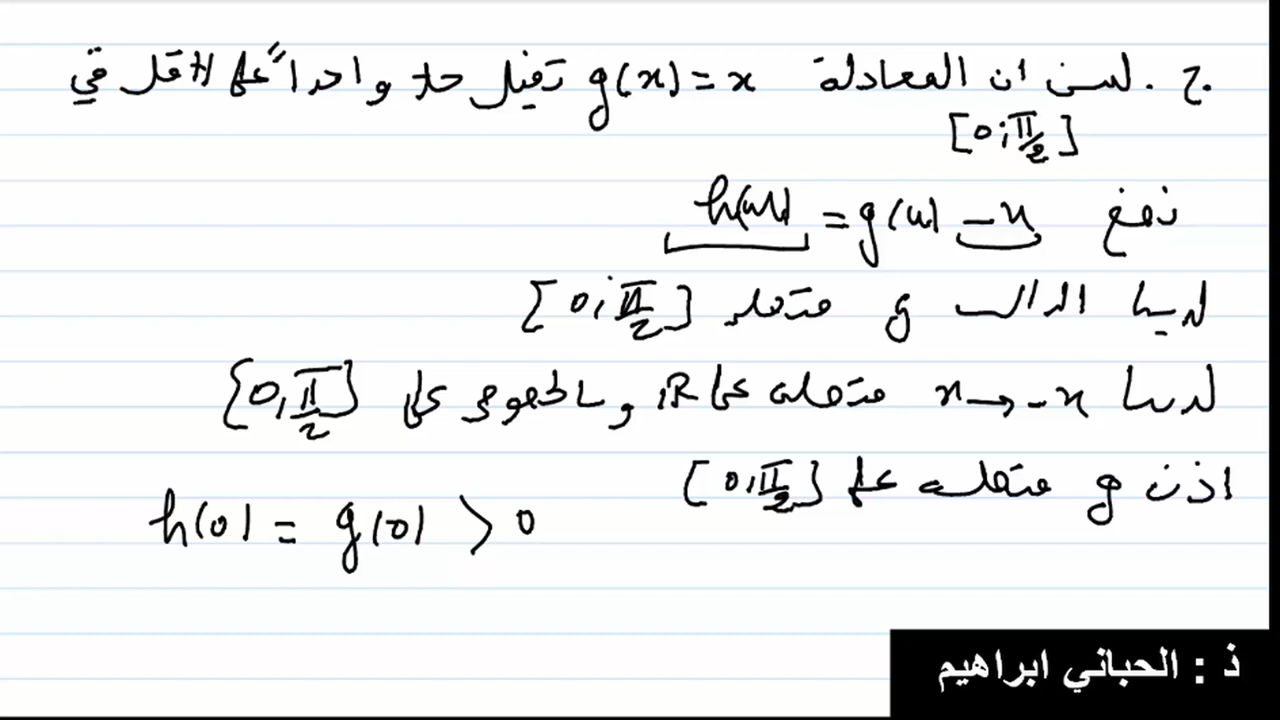 ج . لنبين ان المعادلة g(x) = x تقبل حلا واحدا على الاقل في
[0; π/2]
نضع h(x) = g(x) - x
لدينا الدالة g متصلة [0; π/2]
لدينا x → -x متصلة على ℝ وبالخصوص على [0, π/2]
اذن g متصلة على [0, π/2]
h(0) = g(0) > 0
ذ : الحباني ابراهيم